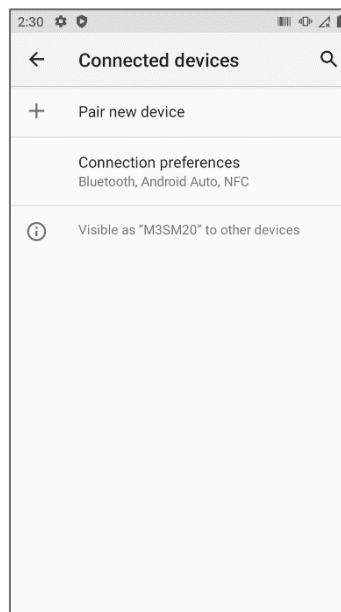 2:30
Connected devices
Pair new device
Connection preferences
Bluetooth, Android Auto, NFC
Visible as "M3SM20" to other devices